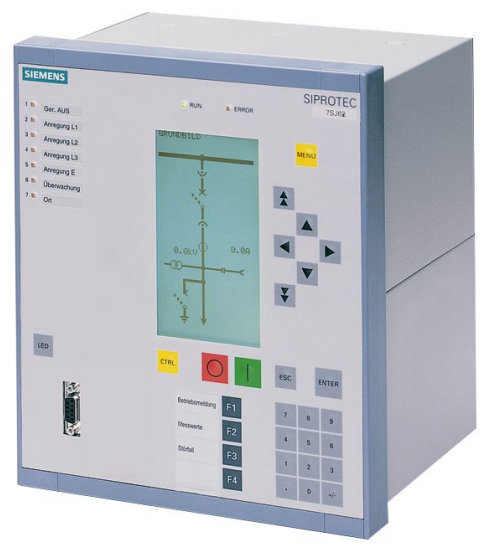 SIEMENS
RUN
ERROR
SIPROTEC
7SJ62
1 Ger. AUS
2 Anregung L1
3 Anregung L2
4 Anregung L3
5 Anregung E
6 Überwachung
7 Ort
GRUNDBILD
0.0kV 0.0A
MENU
LED
CTRL
ESC
ENTER
Betriebsmeldung F1
Messwerte F2
Störfall F3
F4
7 8 9
4 5 6
1 2 3
. 0 +/-